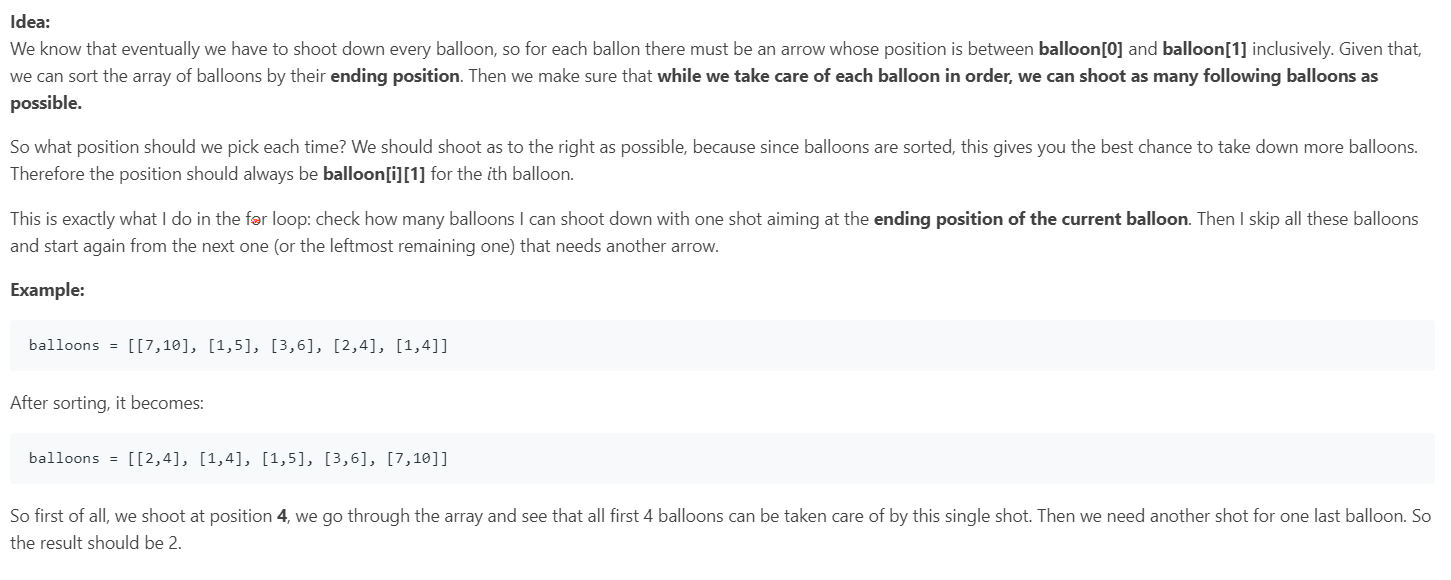 Idea:
We know that eventually we have to shoot down every balloon, so for each ballon there must be an arrow whose position is between balloon[0] and balloon[1] inclusively. Given that,
we can sort the array of balloons by their ending position. Then we make sure that while we take care of each balloon in order, we can shoot as many following balloons as
possible.
So what position should we pick each time? We should shoot as to the right as possible, because since balloons are sorted, this gives you the best chance to take down more balloons.
Therefore the position should always be balloon[i][1] for the ith balloon.
This is exactly what I do in the for loop: check how many balloons I can shoot down with one shot aiming at the ending position of the current balloon. Then I skip all these balloons
and start again from the next one (or the leftmost remaining one) that needs another arrow.
Example:
balloons = [[7,10], [1,5], [3,6], [2,4], [1,4]]
After sorting, it becomes:
balloons = [[2,4], [1,4], [1,5], [3,6], [7,10]]
So first of all, we shoot at position 4, we go through the array and see that all first 4 balloons can be taken care of by this single shot. Then we need another shot for one last balloon. So
the result should be 2.